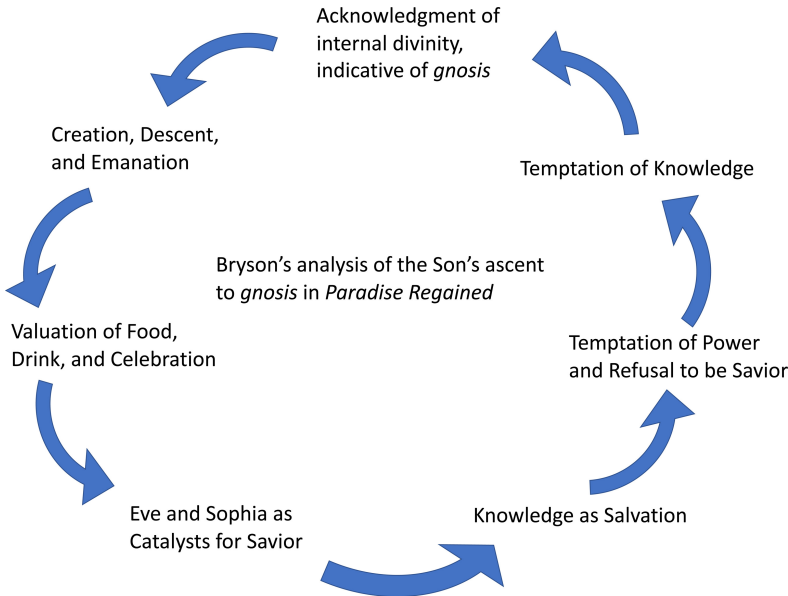 Acknowledgment of
internal divinity,
indicative of gnosis
Creation, Descent,
and Emanation
Valuation of Food,
Drink, and Celebration
Eve and Sophia as
Catalysts for Savior
Knowledge as Salvation
Temptation of Power
and Refusal to be Savior
Temptation of Knowledge
Bryson’s analysis of the Son’s ascent
to gnosis in Paradise Regained